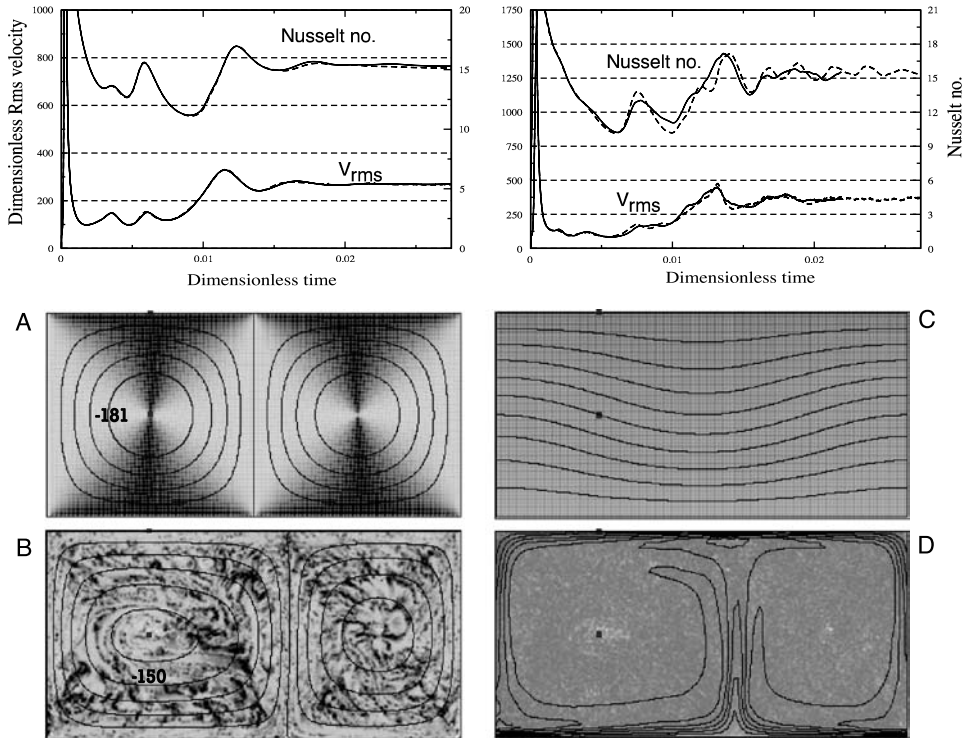 Dimensionless Rms velocity
1000
800
600
400
200
0
20
15
10
5
0
Nusselt no.
Vrms
0
0.01
0.02
Dimensionless time
1750
1500
1250
1000
750
500
250
0
21
18
15
12
9
6
3
0
Nusselt no.
Nusselt no.
Vrms
0
0.01
0.02
Dimensionless time
A
-181
C
B
-150
D